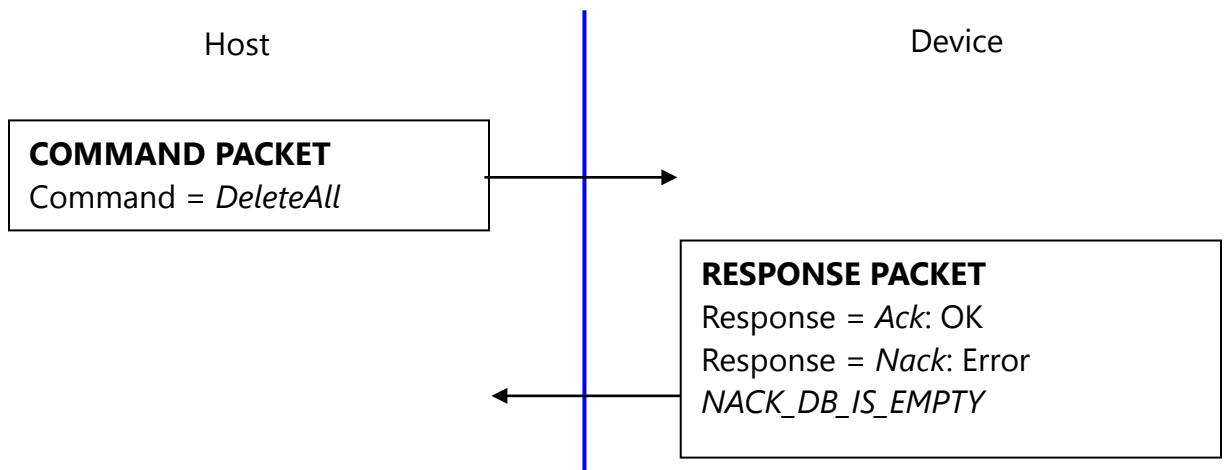 Host
Device
COMMAND PACKET
Command = DeleteAll
RESPONSE PACKET
Response = Ack: OK
Response = Nack: Error
NACK_DB_IS_EMPTY